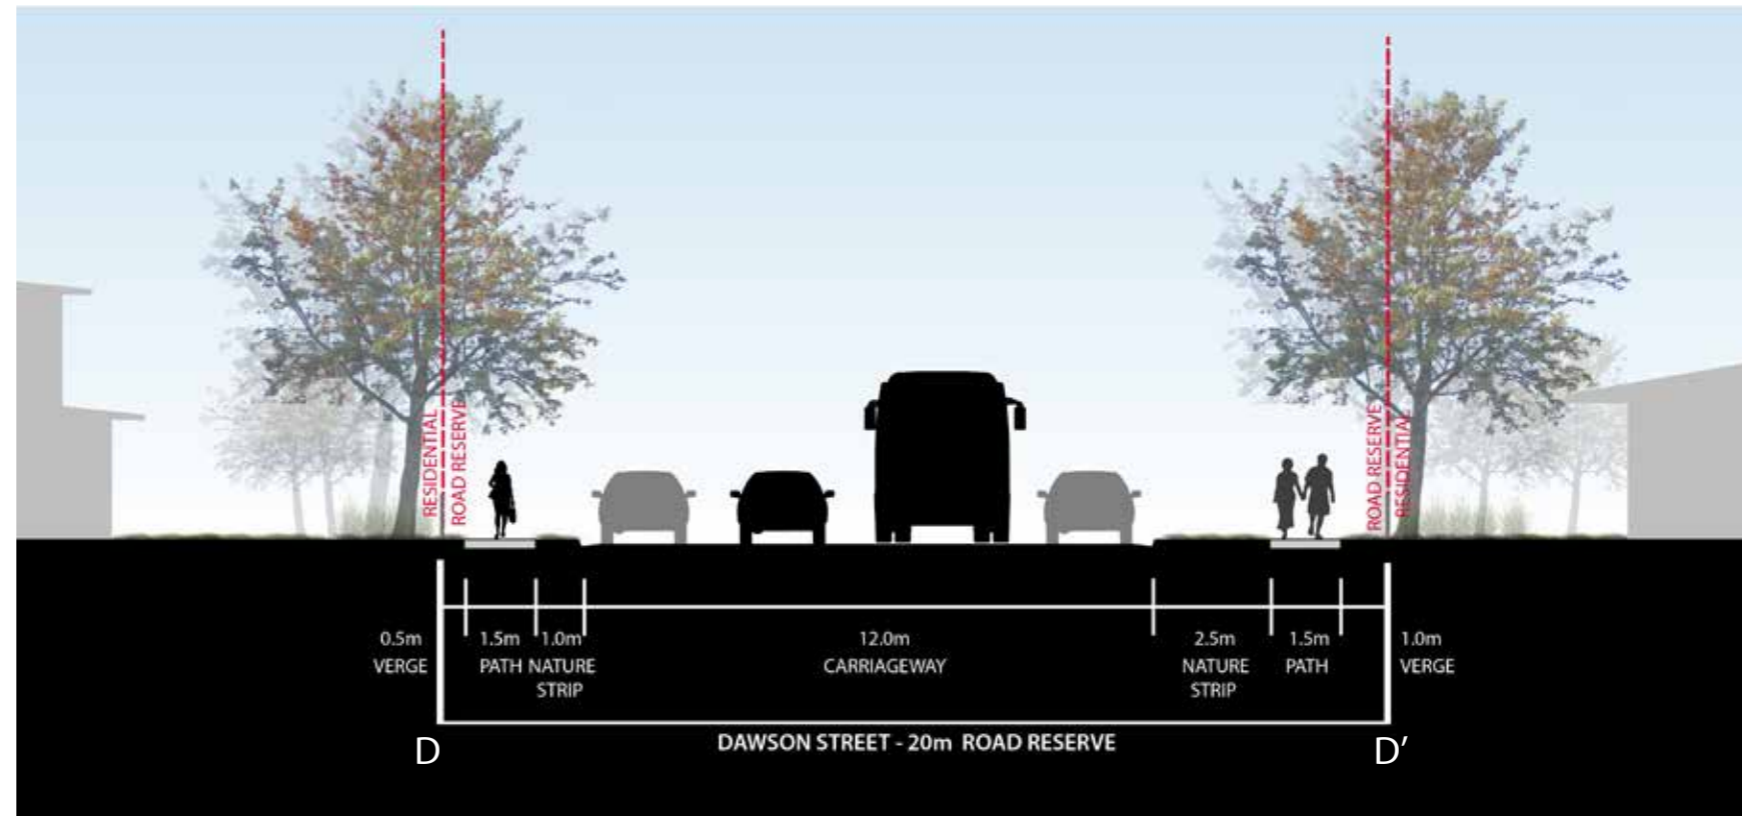 RESIDENTIAL
ROAD RESERVE
ROAD RESERVE
RESIDENTIAL
0.5m
VERGE
1.5m
PATH
1.0m
NATURE
STRIP
12.0m
CARRIAGEWAY
2.5m
NATURE
STRIP
1.5m
PATH
1.0m
VERGE
DAWSON STREET - 20m ROAD RESERVE
D
D’